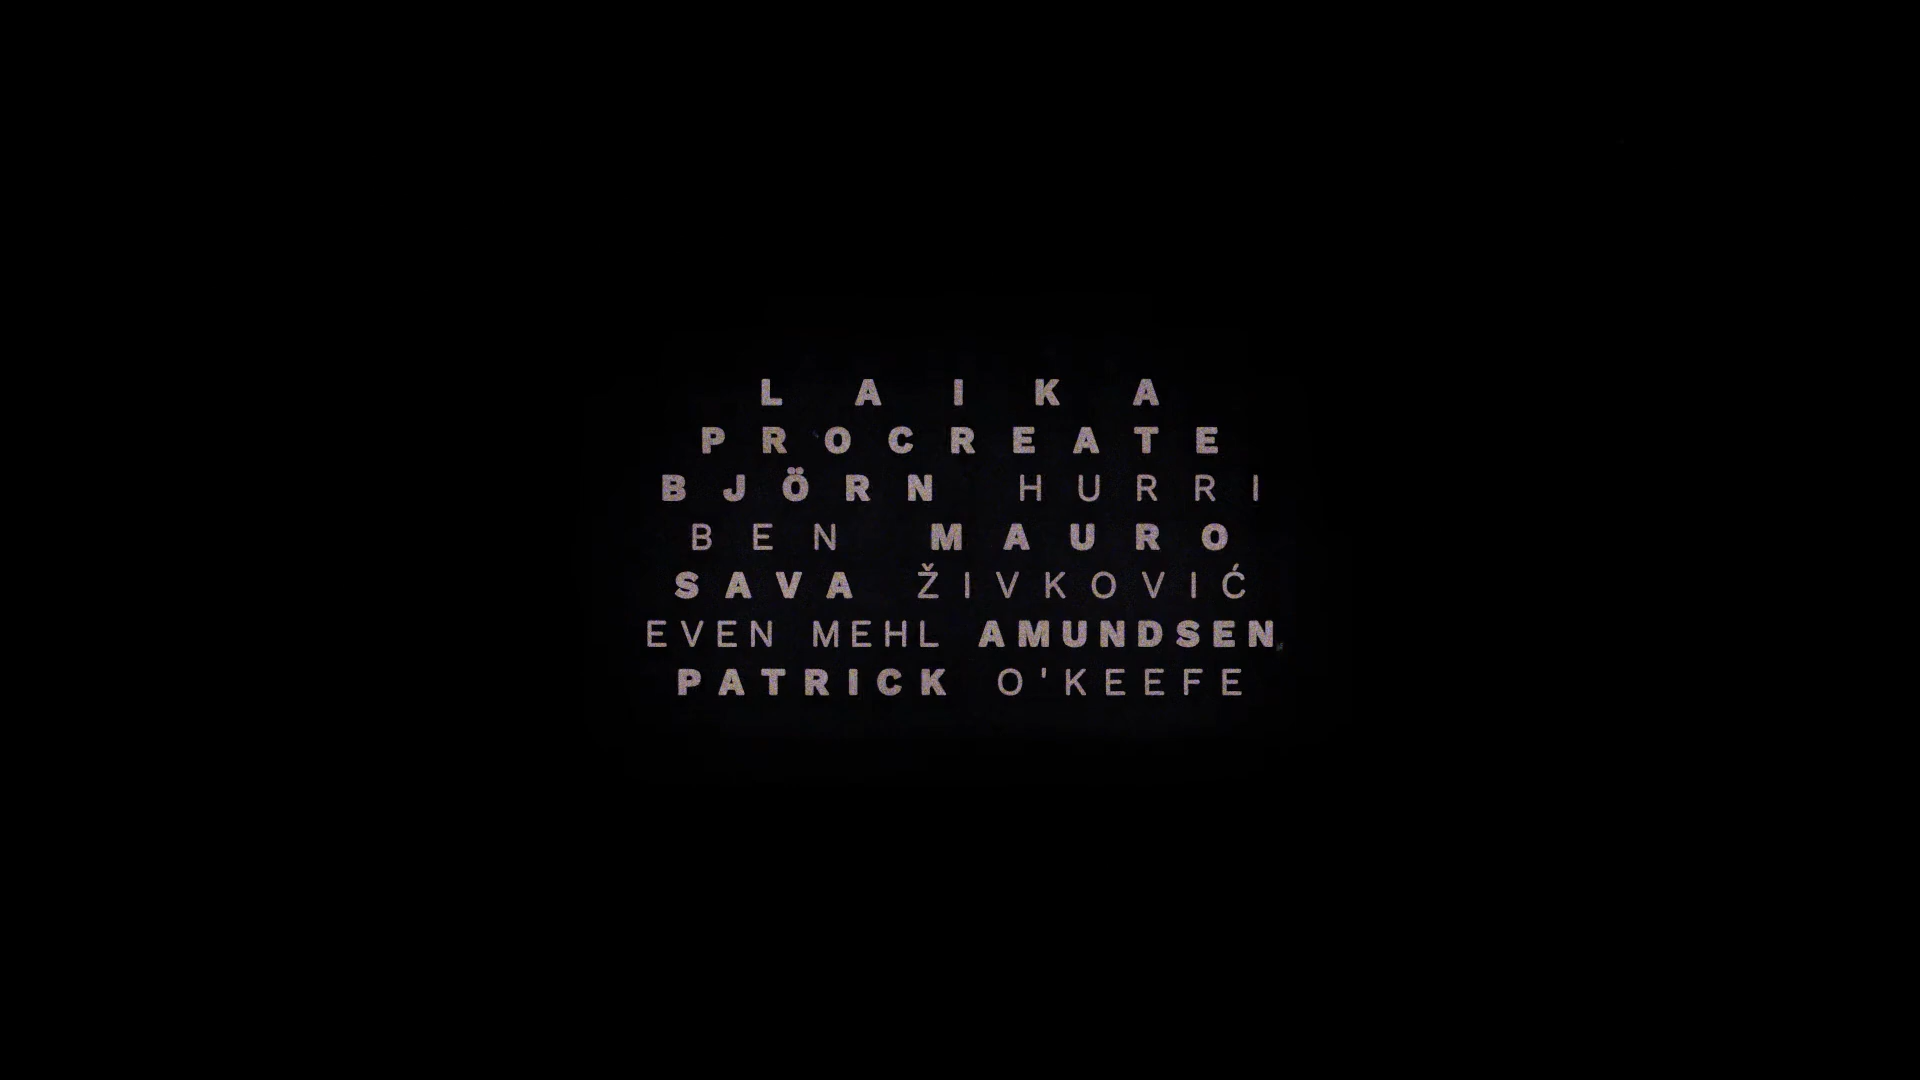 LAIKA
PROCREATE
BJÖRN HURRI
BEN MAURO
SAVA ŽIVKOVIĆ
EVEN MEHL AMUNDSEN
PATRICK O'KEEFE